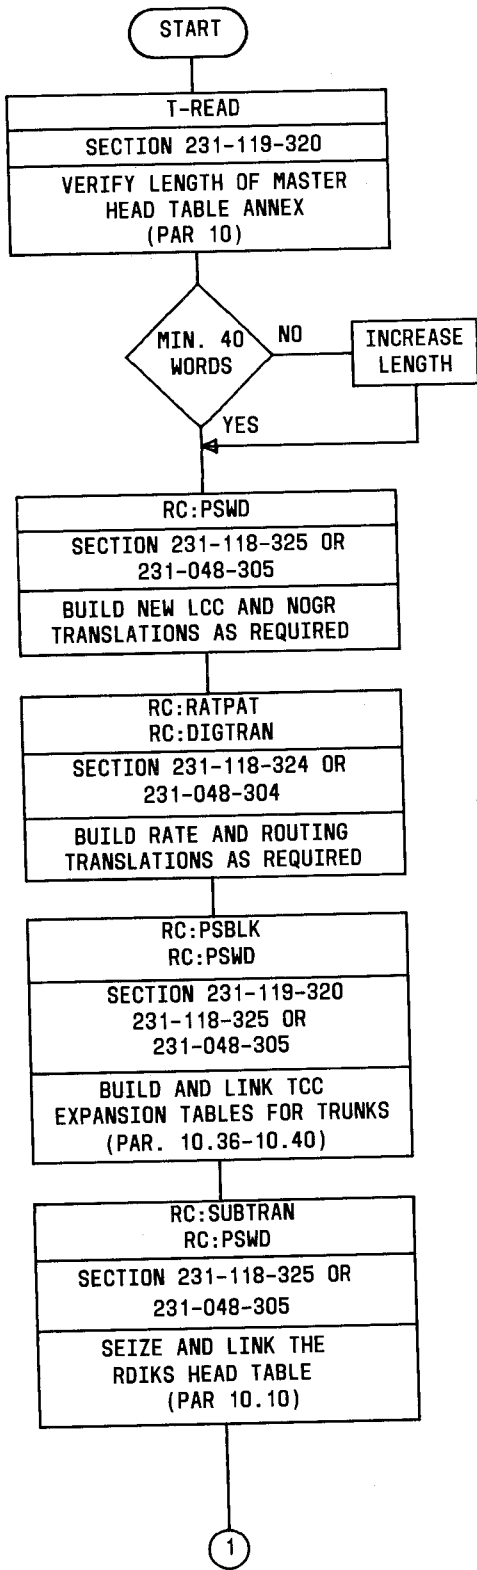 START
T-READ
SECTION 231-119-320
VERIFY LENGTH OF MASTER
HEAD TABLE ANNEX
(PAR 10)
MIN. 40
WORDS
NO
INCREASE
LENGTH
YES
RC:PSWD
SECTION 231-118-325 OR
231-048-305
BUILD NEW LCC AND NOGR
TRANSLATIONS AS REQUIRED
RC:RATPAT
RC:DIGTRAN
SECTION 231-118-324 OR
231-048-304
BUILD RATE AND ROUTING
TRANSLATIONS AS REQUIRED
RC:PSBLK
RC:PSWD
SECTION 231-119-320
231-118-325 OR
231-048-305
BUILD AND LINK TCC
EXPANSION TABLES FOR TRUNKS
(PAR. 10.36-10.40)
RC:SUBTRAN
RC:PSWD
SECTION 231-118-325 OR
231-048-305
SEIZE AND LINK THE
RDIKS HEAD TABLE
(PAR 10.10)
1